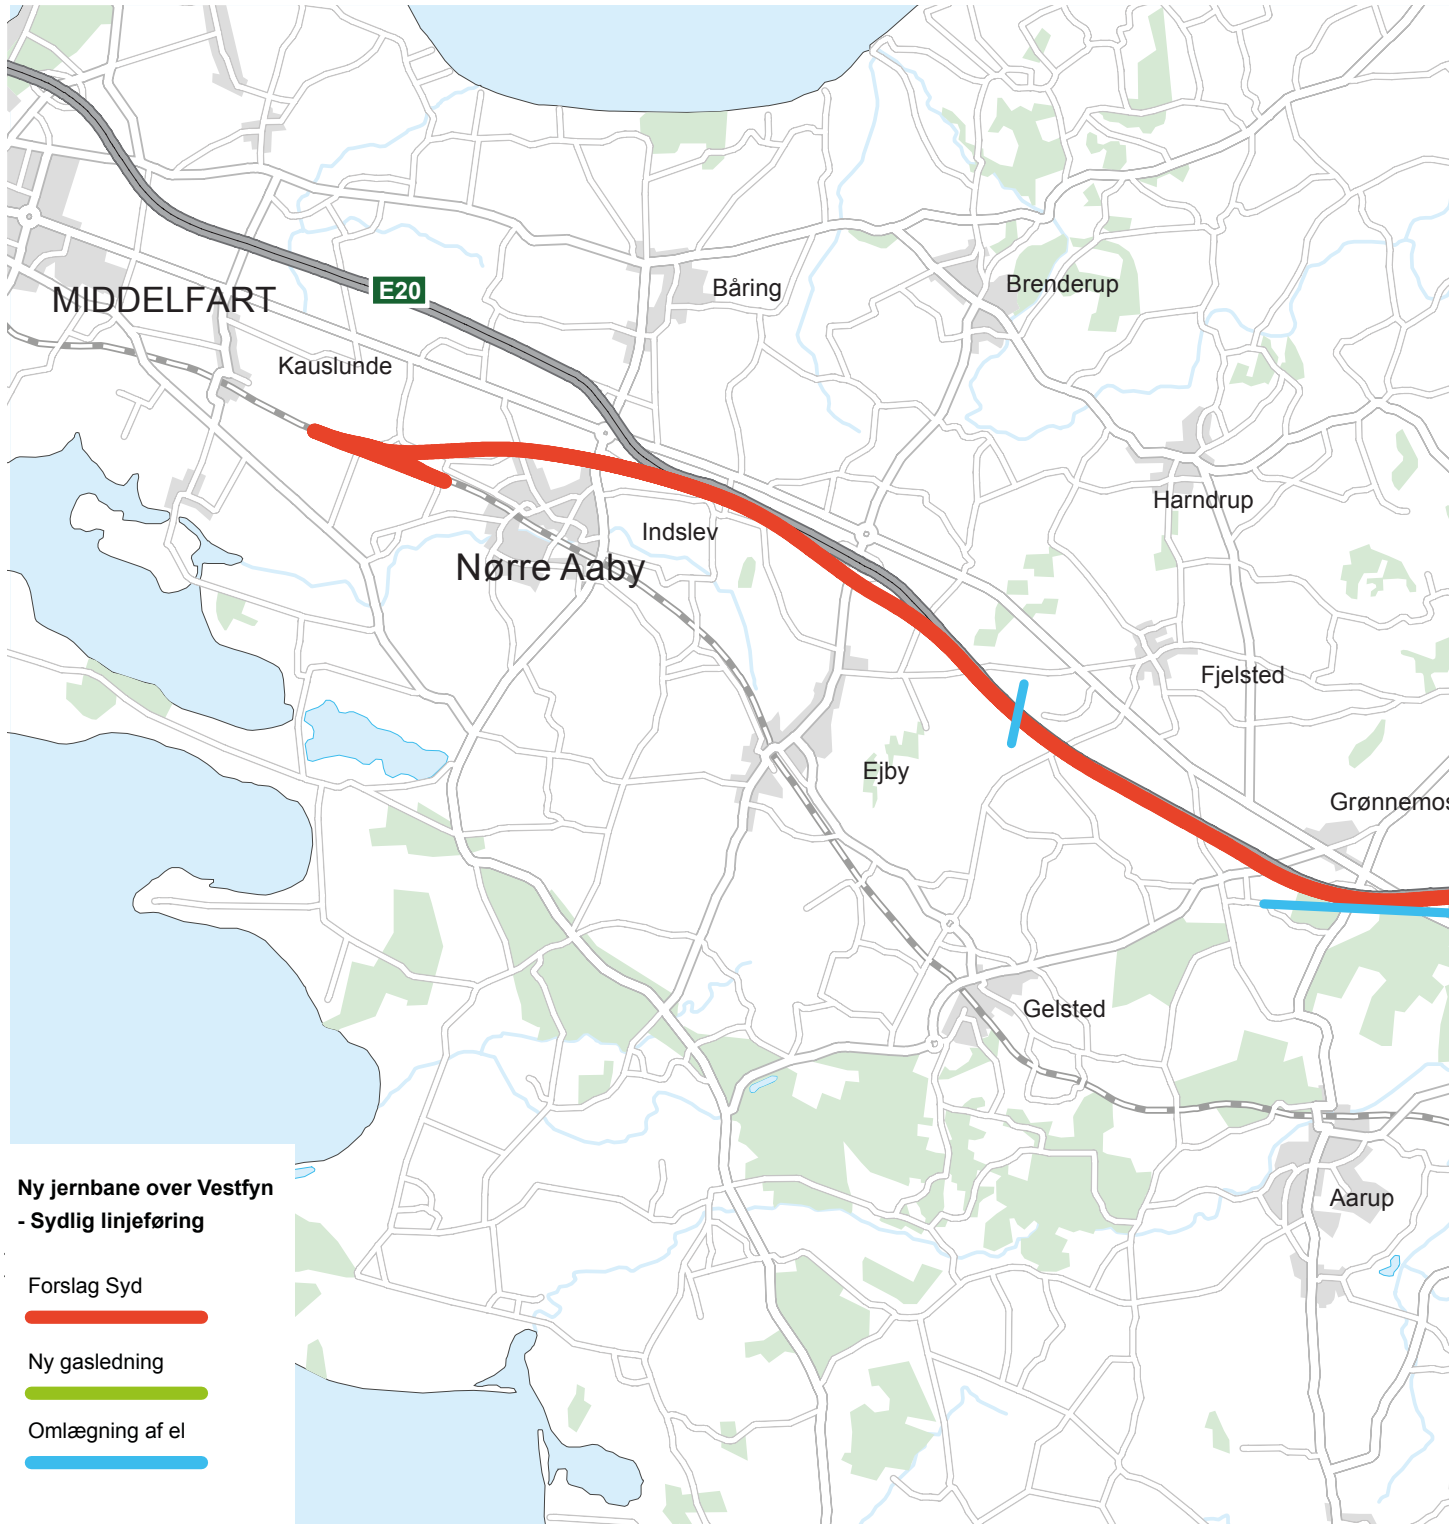 E20
Båring
Brenderup
MIDDELFART
Kauslunde
Harndrup
Indslev
Nørre Aaby
Fjelsted
Ejby
Grønnemos
Gelsted
Aarup
Ny jernbane over Vestfyn
- Sydlig linjeføring
Forslag Syd
Ny gasledning
Omlægning af el